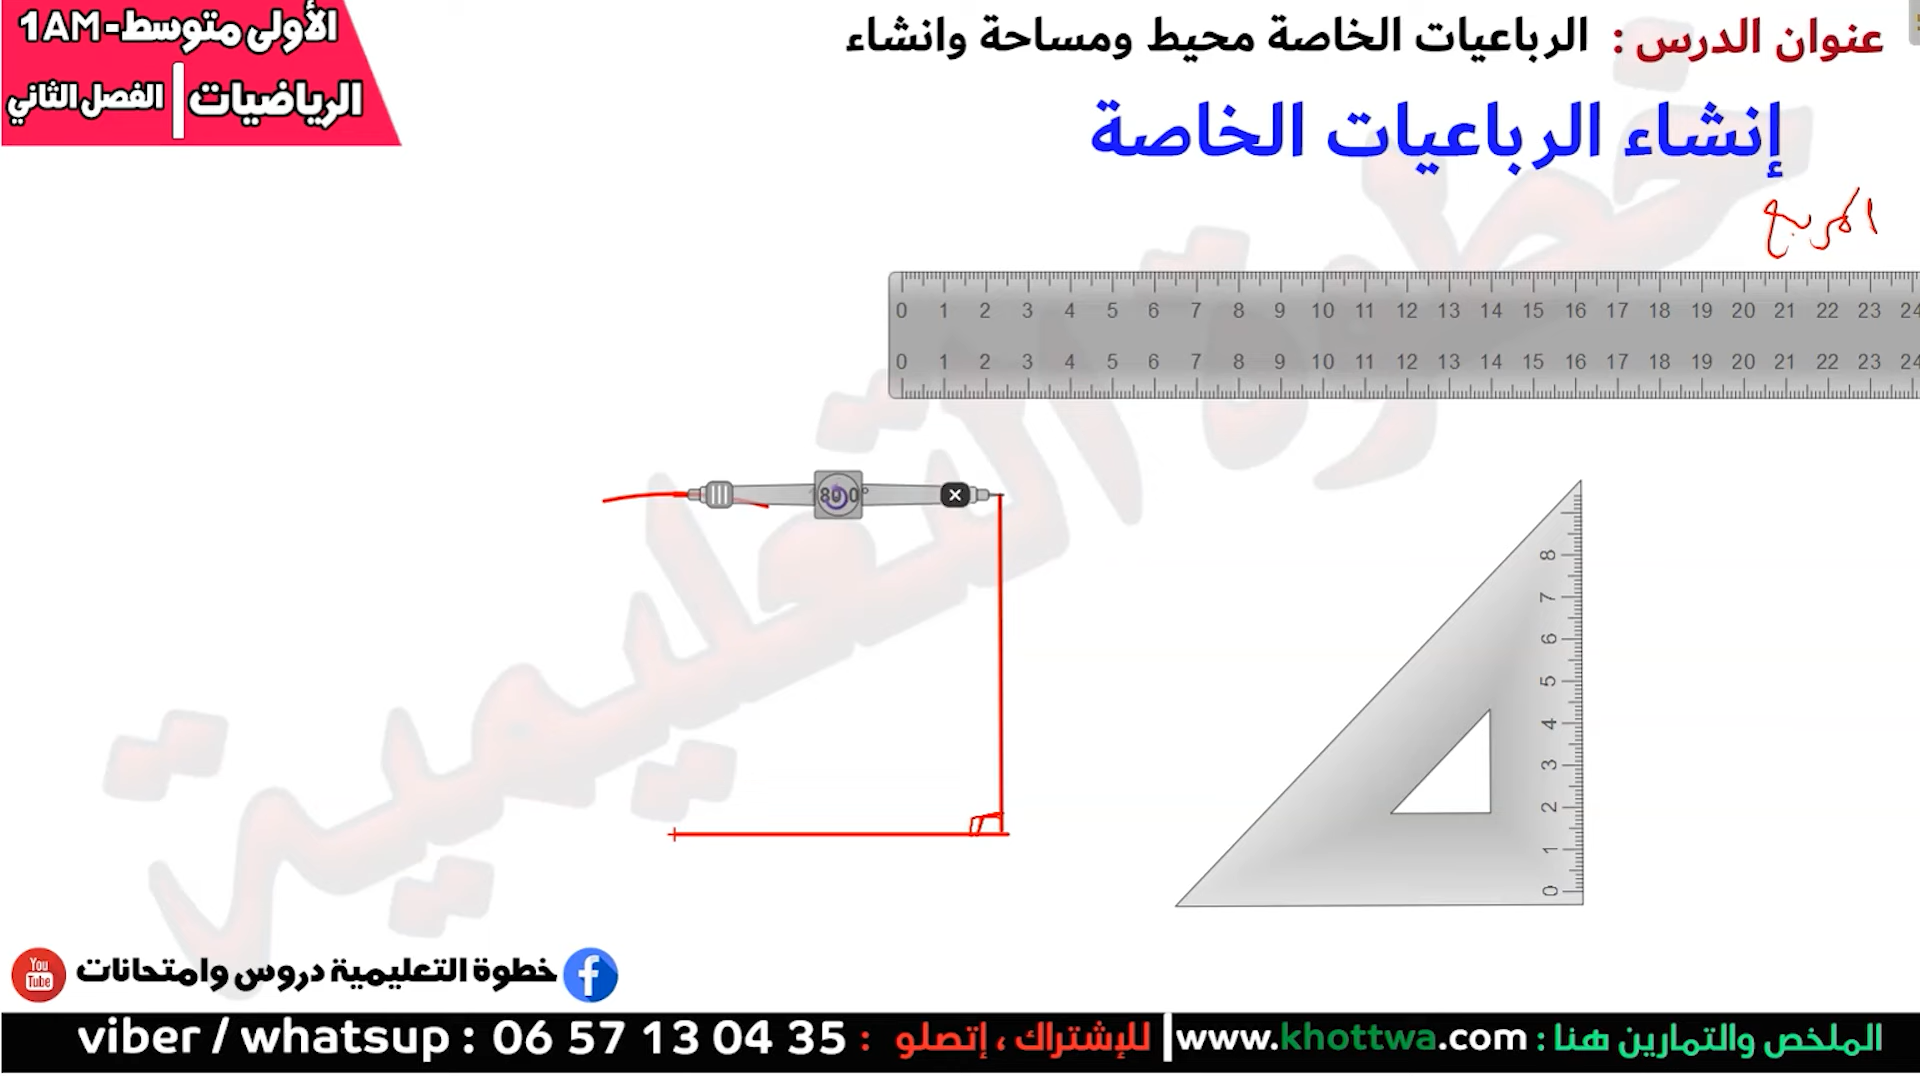 عنوان الدرس : الرباعيات الخاصة محيط ومساحة وانشاء
الأولى متوسط-1AM
الرياضيات | الفصل الثاني
إنشاء الرباعيات الخاصة
المربع
0 1 2 3 4 5 6 7 8 9 10 11 12 13 14 15 16 17 18 19 20 21 22 23 24
0 1 2 3 4 5 6 7 8 9 10 11 12 13 14 15 16 17 18 19 20 21 22 23 24
8
7
6
5
4
3
2
1
0
خطوة التعليمية
خطوة التعليمية دروس وامتحانات
You Tube
f
الملخص والتمارين هنا : www.khottwa.com | للإشتراك ، إتصلو : viber / whatsup : 06 57 13 04 35